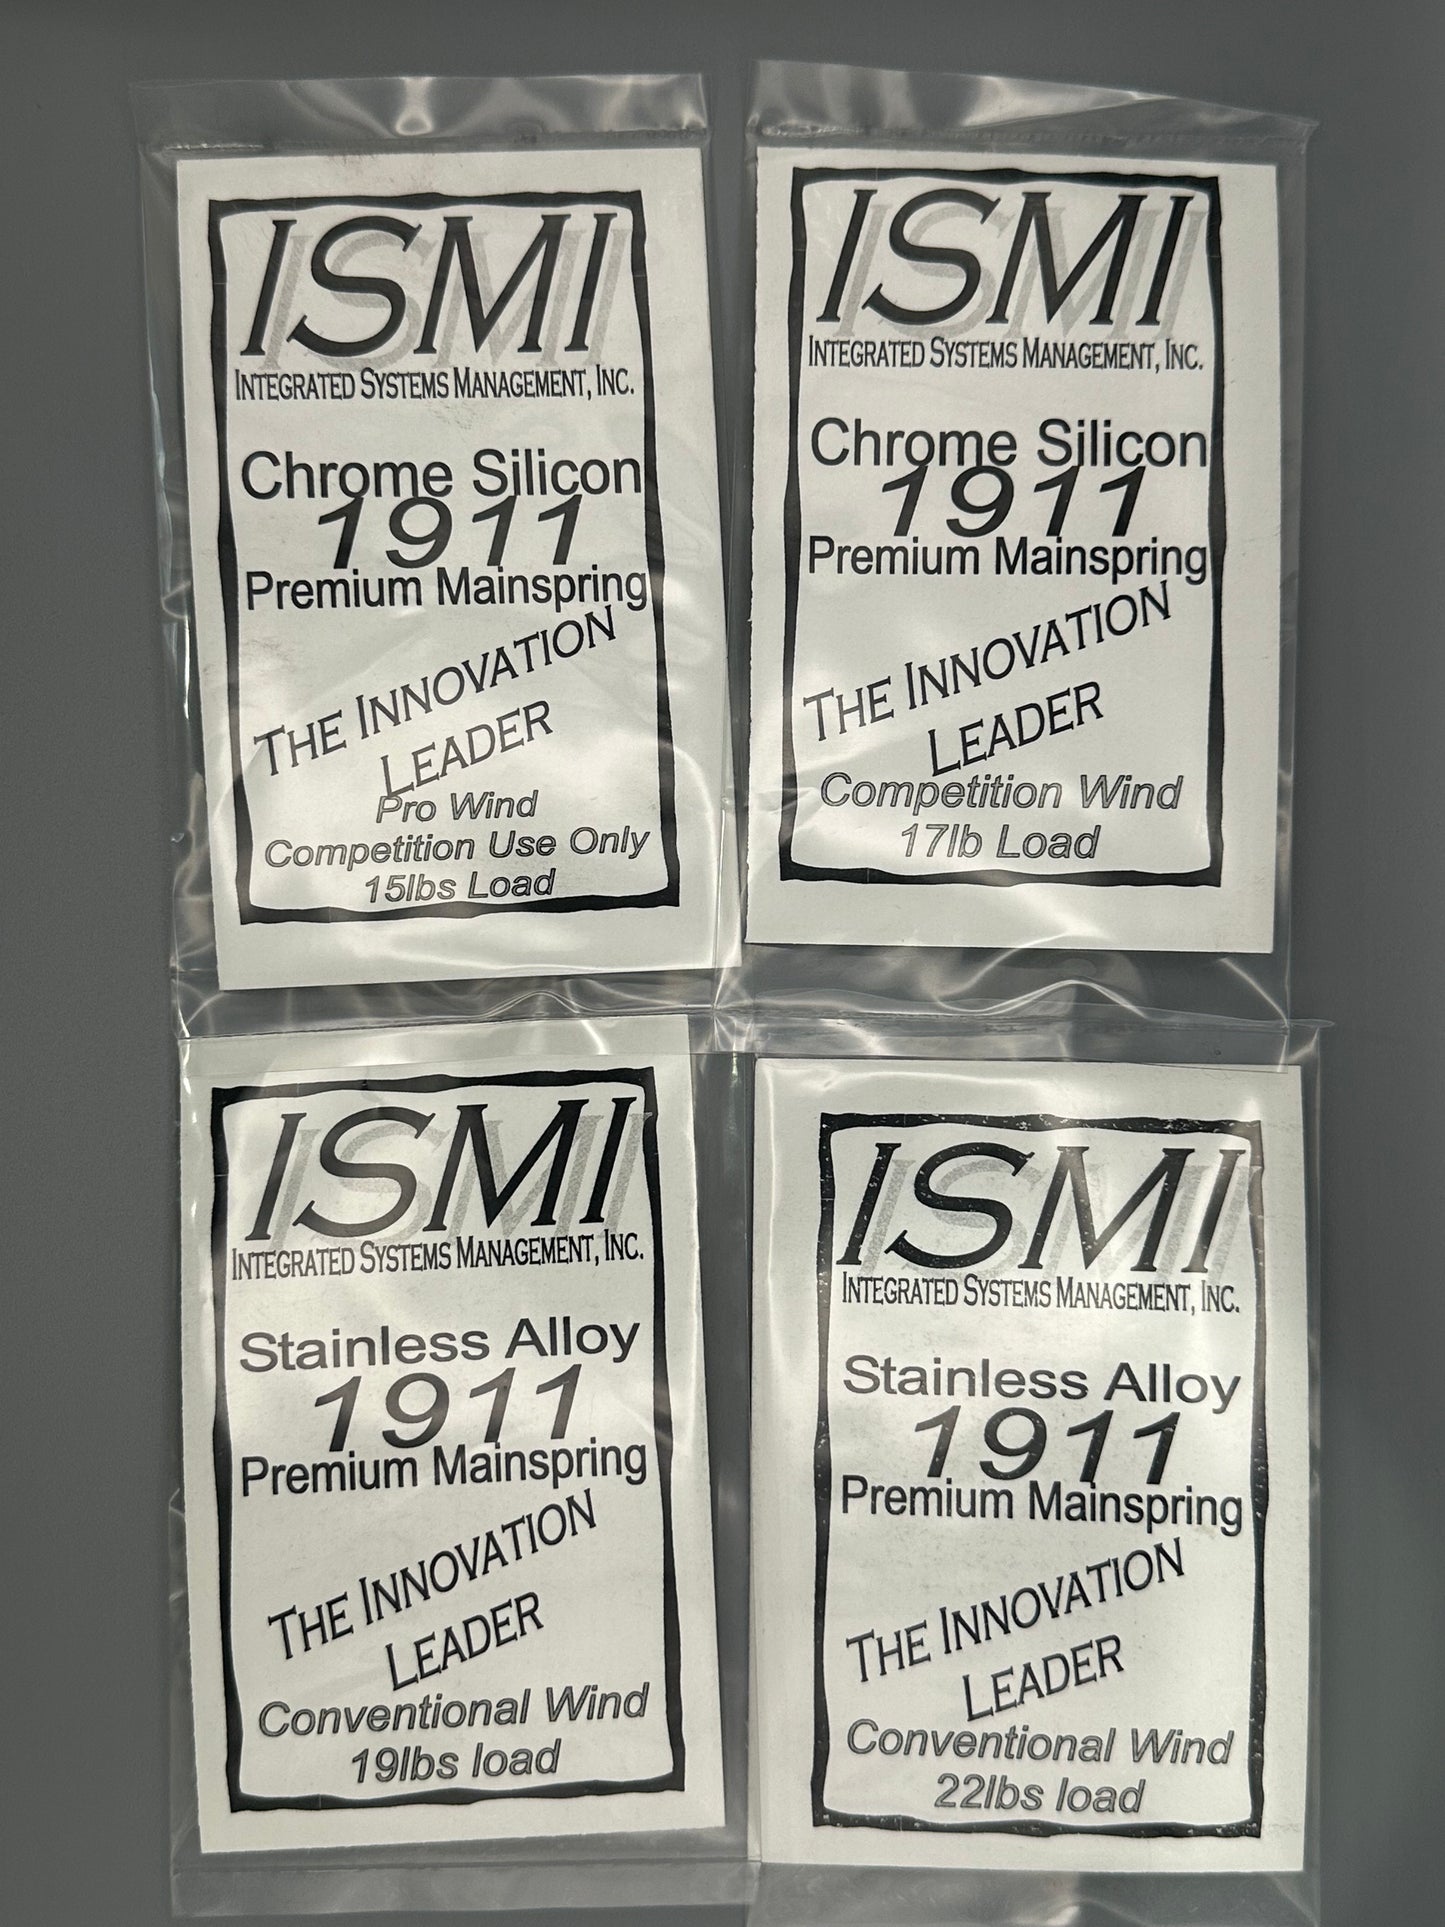 ISMI
INTEGRATED SYSTEMS MANAGEMENT, INC.
Chrome Silicon
1911
Premium Mainspring
THE INNOVATION
LEADER
Pro Wind
Competition Use Only
15lbs Load
ISMI
INTEGRATED SYSTEMS MANAGEMENT, INC.
Chrome Silicon
1911
Premium Mainspring
THE INNOVATION
LEADER
Competition Wind
17lb Load
ISMI
INTEGRATED SYSTEMS MANAGEMENT, INC.
Stainless Alloy
1911
Premium Mainspring
THE INNOVATION
LEADER
Conventional Wind
19lbs load
ISMI
INTEGRATED SYSTEMS MANAGEMENT, INC.
Stainless Alloy
1911
Premium Mainspring
THE INNOVATION
LEADER
Conventional Wind
22lbs load